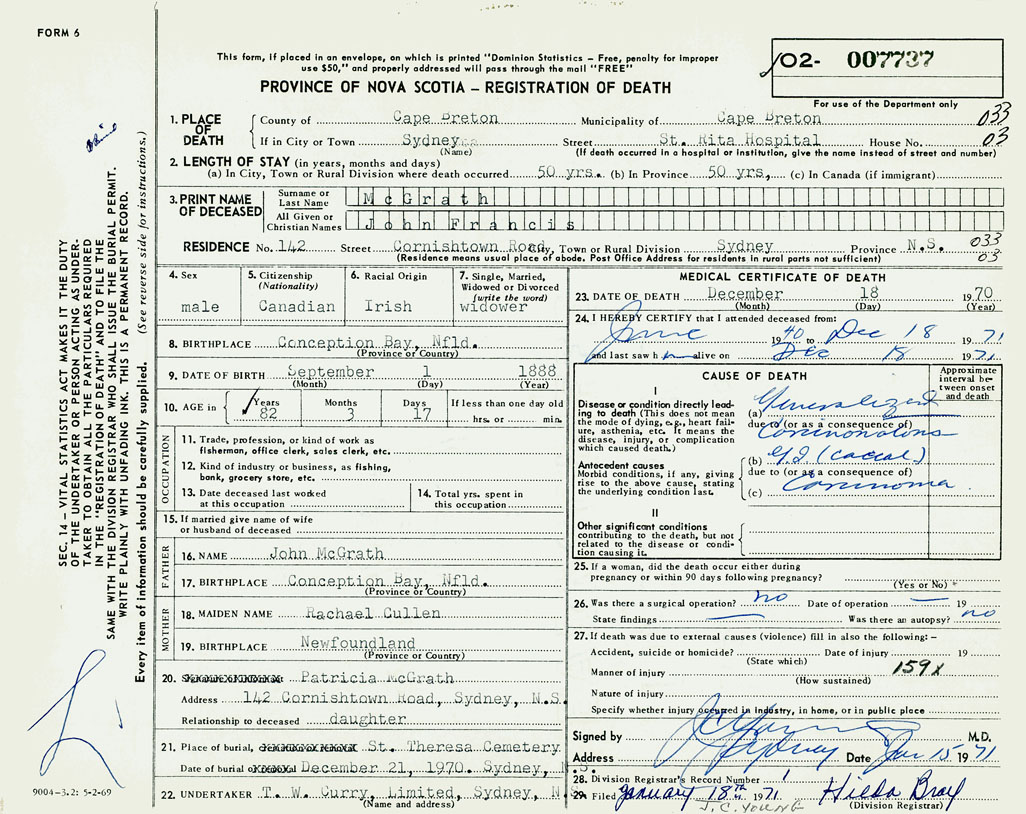 FORM 6
This form, if placed in an envelope, on which is printed "Dominion Statistics – Free, penalty for improper
use $50," and properly addressed will pass through the mail "FREE"
PROVINCE OF NOVA SCOTIA – REGISTRATION OF DEATH
02- 007737
For use of the Department only
SEC. 14 – VITAL STATISTICS ACT MAKES IT THE DUTY
OF THE UNDERTAKER OR PERSON ACTING AS UNDER-
TAKER TO OBTAIN ALL THE PARTICULARS REQUIRED
IN THE "REGISTRATION OF DEATH" AND TO FILE THE
SAME WITH THE DIVISION REGISTRAR WHO SHALL ISSUE THE BURIAL PERMIT.
WRITE PLAINLY WITH UNFADING INK. THIS IS A PERMANENT RECORD.
Every item of information should be carefully supplied. (See reverse side for instructions.)
1. PLACE OF DEATH
County of Cape Breton Municipality of Cape Breton 033
If in City or Town Sydney Street St. Rita Hospital House No. 03
(Name) (If death occurred in a hospital or institution, give the name instead of street and number)
2. LENGTH OF STAY (in years, months and days)
(a) In City, Town or Rural Division where death occurred 50 yrs. (b) In Province 50 yrs, (c) In Canada (if immigrant)
3. PRINT NAME OF DECEASED
Surname or Last Name McGrath
All Given or Christian Names John Francis
RESIDENCE No. 142 Street Cornishtown Road City, Town or Rural Division Sydney Province N.S. 033
(Residence means usual place of abode. Post Office Address for residents in rural parts not sufficient) 03
4. Sex
male
5. Citizenship
(Nationality)
Canadian
6. Racial Origin
Irish
7. Single, Married,
Widowed or Divorced
(write the word)
widower
8. BIRTHPLACE Conception Bay, Nfld.
(Province or Country)
9. DATE OF BIRTH September 1 1888
(Month) (Day) (Year)
10. AGE in Years Months Days If less than one day old
82 3 17 hrs. or min.
OCCUPATION
11. Trade, profession, or kind of work as
fisherman, office clerk, sales clerk, etc.
12. Kind of industry or business, as fishing,
bank, grocery store, etc.
13. Date deceased last worked
at this occupation
14. Total yrs. spent in
this occupation
15. If married give name of wife
or husband of deceased
FATHER
16. NAME John McGrath
17. BIRTHPLACE Conception Bay, Nfld.
(Province or Country)
MOTHER
18. MAIDEN NAME Rachael Cullen
19. BIRTHPLACE Newfoundland
(Province or Country)
20. Patricia McGrath
Address 142 Cornishtown Road, Sydney, N.S.
Relationship to deceased daughter
21. Place of burial, St. Theresa Cemetery
Date of burial December 21, 1970. Sydney, N.S.
22. UNDERTAKER T. W. Curry, Limited, Sydney, N.S.
(Name and address)
9004-3.2: 5-2-69
MEDICAL CERTIFICATE OF DEATH
23. DATE OF DEATH December 18 1970
(Month) (Day) (Year)
24. I HEREBY CERTIFY that I attended deceased from:
June 1940 to Dec 18 1971
and last saw him alive on Dec 18 1971
CAUSE OF DEATH
Approximate
interval be-
tween onset
and death
I
Disease or condition directly lead-
ing to death (This does not mean
the mode of dying, e.g., heart fail-
ure, asthenia, etc. It means the
disease, injury, or complication
which caused death.)
(a) Generalized
due to (or as a consequence of)
Antecedent causes
Morbid conditions, if any, giving
rise to the above cause, stating
the underlying condition last.
(b) G.I.
due to (or as a consequence of)
(c) Carcinoma
II
Other significant conditions
contributing to the death, but not
related to the disease or condi-
tion causing it.
25. If a woman, did the death occur either during
pregnancy or within 90 days following pregnancy?
(Yes or No)
26. Was there a surgical operation? no Date of operation – 19
State findings – Was there an autopsy? no
27. If death was due to external causes (violence) fill in also the following:–
Accident, suicide or homicide? Date of injury 19
(State which)
Manner of injury 159x
(How sustained)
Nature of injury
Specify whether injury occurred in industry, in home, or in public place
Signed by M.D.
Address Sydney Date Jan 15 1971
28. Division Registrar's Record Number 1
29. Filed January 18th 1971 Hilda Bray
J. C. YOUNG (Division Registrar)